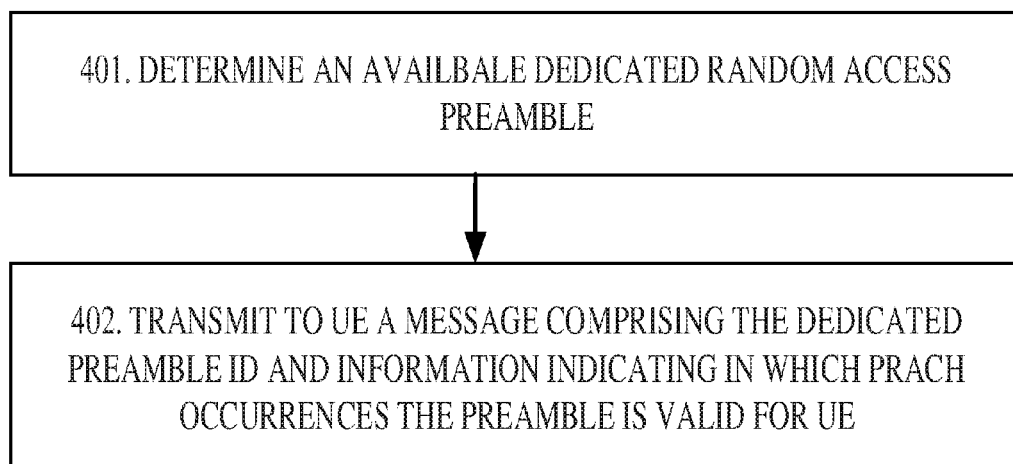 401. DETERMINE AN AVAILBALE DEDICATED RANDOM ACCESS
PREAMBLE
402. TRANSMIT TO UE A MESSAGE COMPRISING THE DEDICATED
PREAMBLE ID AND INFORMATION INDICATING IN WHICH PRACH
OCCURRENCES THE PREAMBLE IS VALID FOR UE